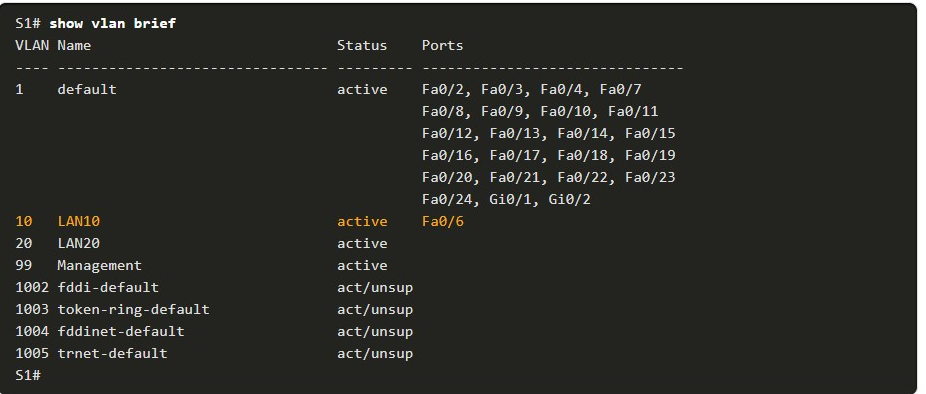 S1# show vlan brief
VLAN Name                             Status    Ports
---- -------------------------------- --------- -------------------------------
1    default                          active    Fa0/2, Fa0/3, Fa0/4, Fa0/7
                                                Fa0/8, Fa0/9, Fa0/10, Fa0/11
                                                Fa0/12, Fa0/13, Fa0/14, Fa0/15
                                                Fa0/16, Fa0/17, Fa0/18, Fa0/19
                                                Fa0/20, Fa0/21, Fa0/22, Fa0/23
                                                Fa0/24, Gi0/1, Gi0/2
10   LAN10                            active    Fa0/6
20   LAN20                            active
99   Management                       active
1002 fddi-default                     act/unsup
1003 token-ring-default               act/unsup
1004 fddinet-default                  act/unsup
1005 trnet-default                    act/unsup
S1#